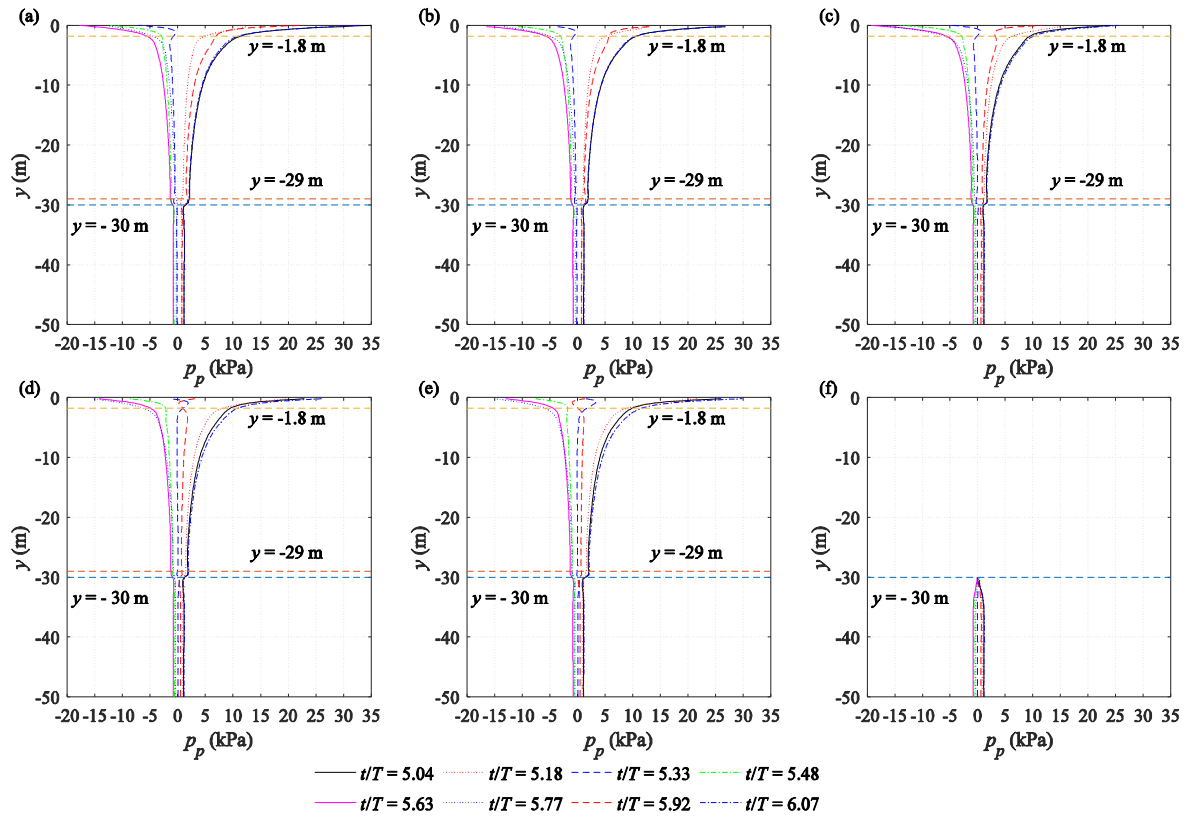 (a) (b) (c)
0 0 0
y = -1.8 m y = -1.8 m y = -1.8 m
-10 -10 -10
y (m) y (m) y (m)
-20 -20 -20
y = -29 m y = -29 m y = -29 m
-30 -30 -30
y = - 30 m y = - 30 m y = - 30 m
-40 -40 -40
-50 -50 -50
-20 -15 -10 -5 0 5 10 15 20 25 30 35 -20 -15 -10 -5 0 5 10 15 20 25 30 35 -20 -15 -10 -5 0 5 10 15 20 25 30 35
p_p (kPa) p_p (kPa) p_p (kPa)
(d) (e) (f)
0 0 0
y = -1.8 m y = -1.8 m
-10 -10 -10
y (m) y (m) y (m)
-20 -20 -20
y = -29 m y = -29 m
-30 -30 -30
y = - 30 m y = - 30 m y = - 30 m
-40 -40 -40
-50 -50 -50
-20 -15 -10 -5 0 5 10 15 20 25 30 35 -20 -15 -10 -5 0 5 10 15 20 25 30 35 -20 -15 -10 -5 0 5 10 15 20 25 30 35
p_p (kPa) p_p (kPa) p_p (kPa)
t/T = 5.04 t/T = 5.18 t/T = 5.33 t/T = 5.48
t/T = 5.63 t/T = 5.77 t/T = 5.92 t/T = 6.07